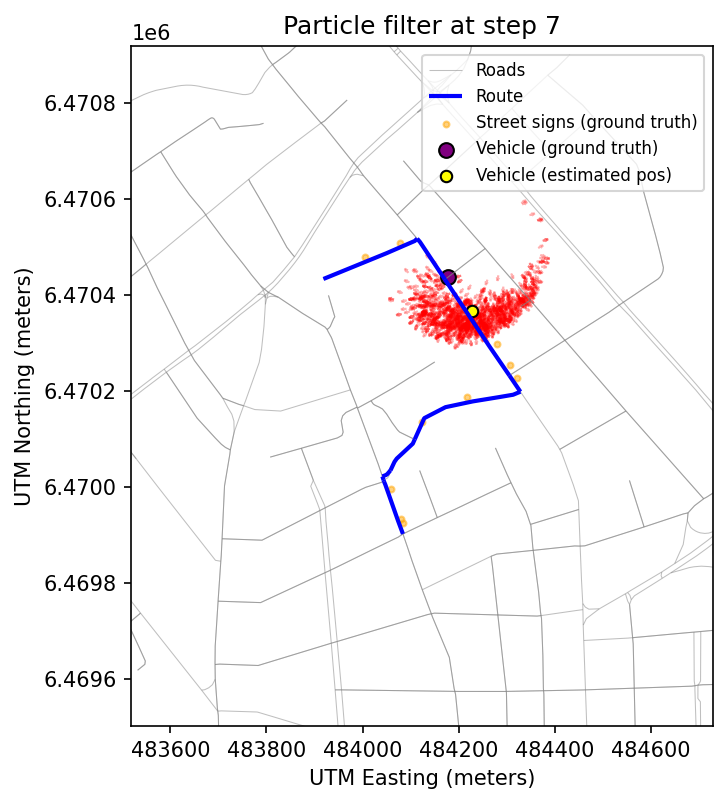 Particle filter at step 7
1e6
Roads
Route
Street signs (ground truth)
Vehicle (ground truth)
Vehicle (estimated pos)
6.4708
6.4706
6.4704
6.4702
6.4700
6.4698
6.4696
UTM Northing (meters)
483600 483800 484000 484200 484400 484600
UTM Easting (meters)